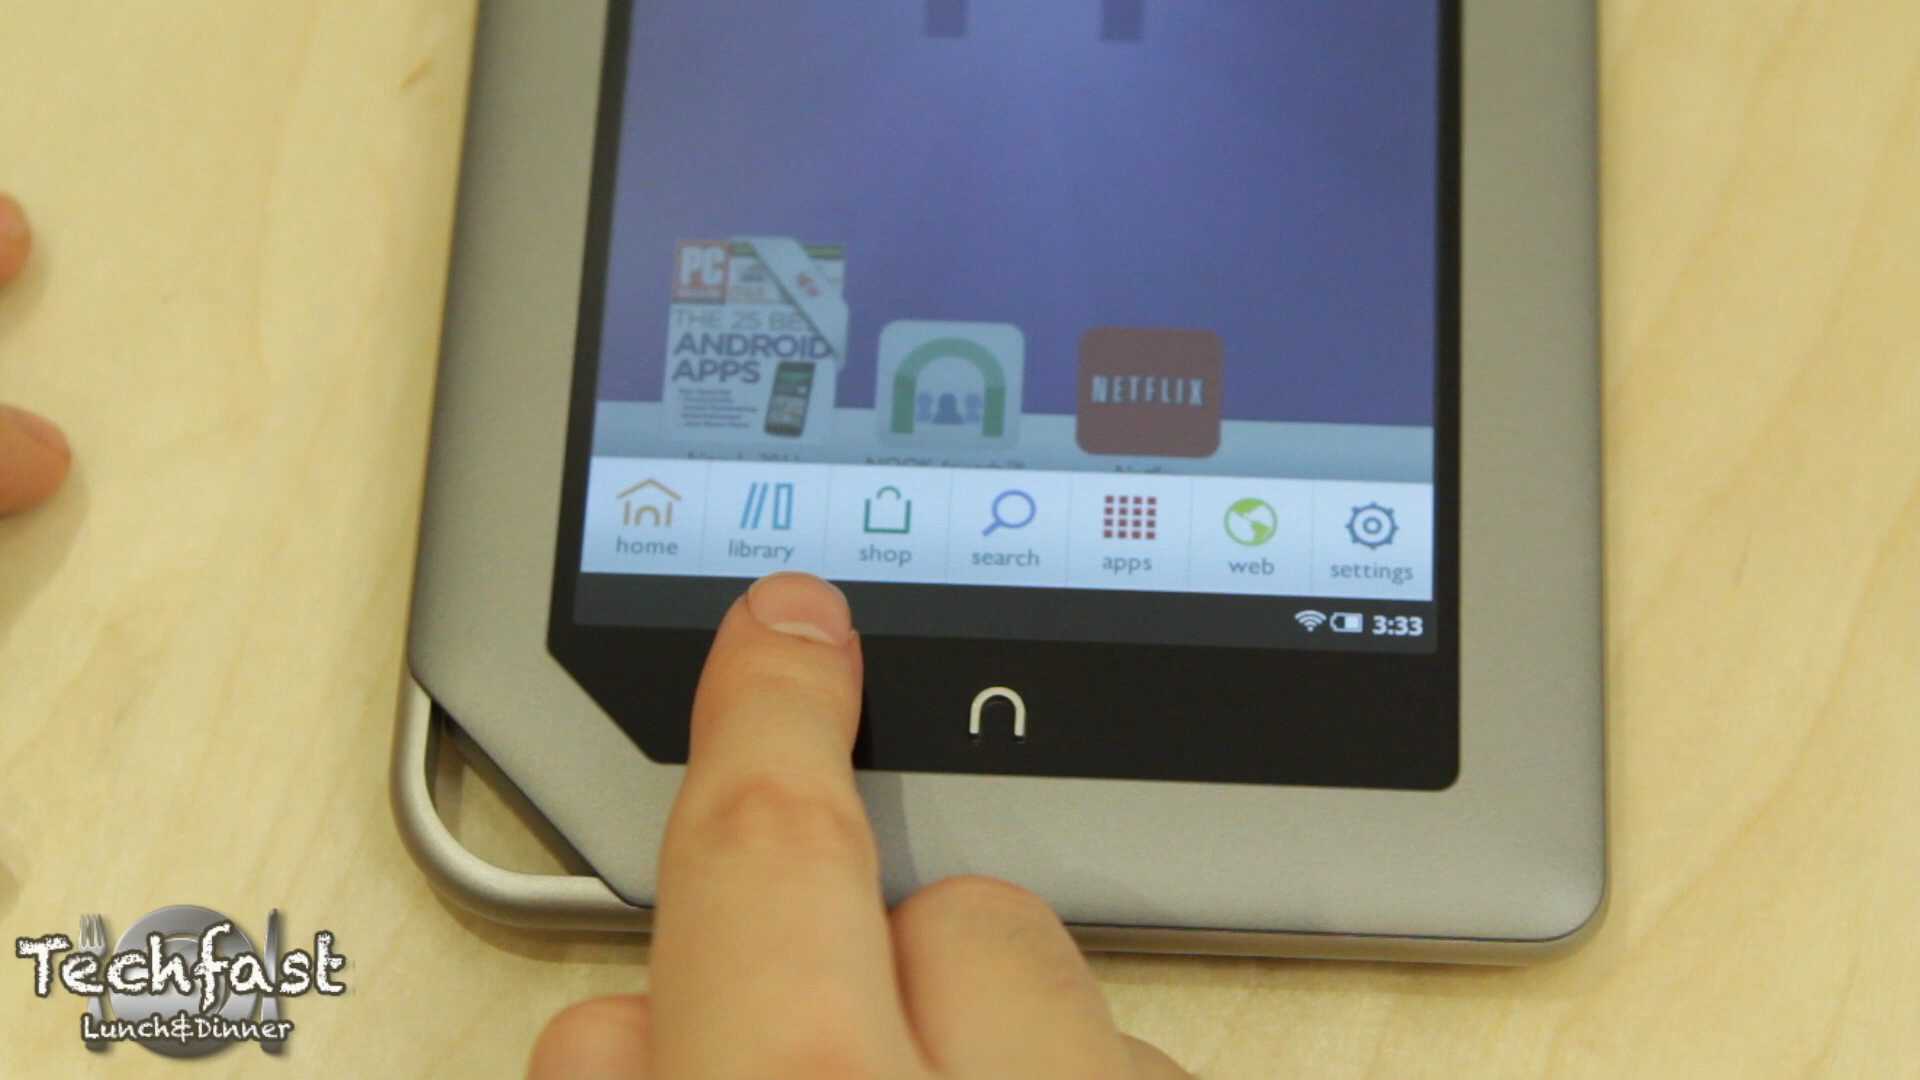 PC
THE 25 BE
ANDROID
APPS
NETFLIX
home
library
shop
search
apps
web
settings
3:33
Techfast
Lunch&Dinner